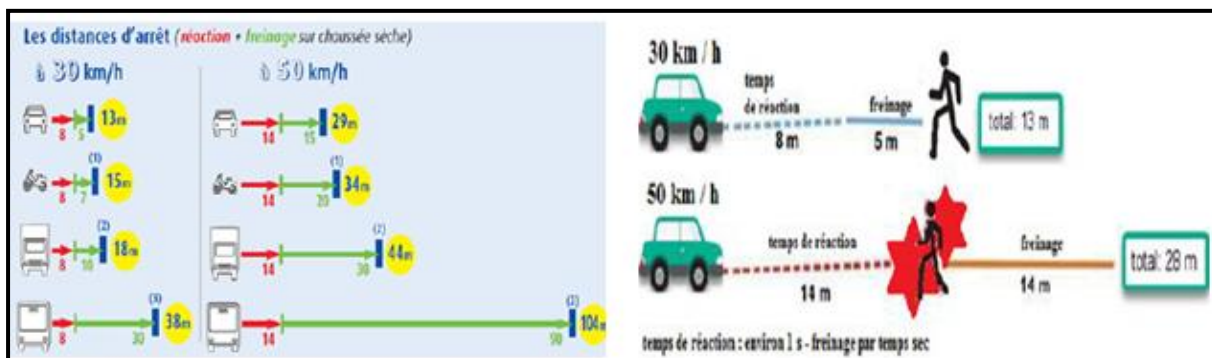 Les distances d'arrêt (réaction + freinage sur chaussée sèche)
à 30 km/h
à 50 km/h
8 5 13m
14 15 29m
(1)
8 7 15m
(1)
14 20 34m
(2)
8 10 18m
(2)
14 30 44m
(3)
8 30 38m
(2)
14 90 104m
30 km / h
temps
de réaction
freinage
8 m
5 m
total: 13 m
50 km / h
temps de réaction
freinage
14 m
14 m
total: 28 m
temps de réaction : environ 1 s - freinage par temps sec